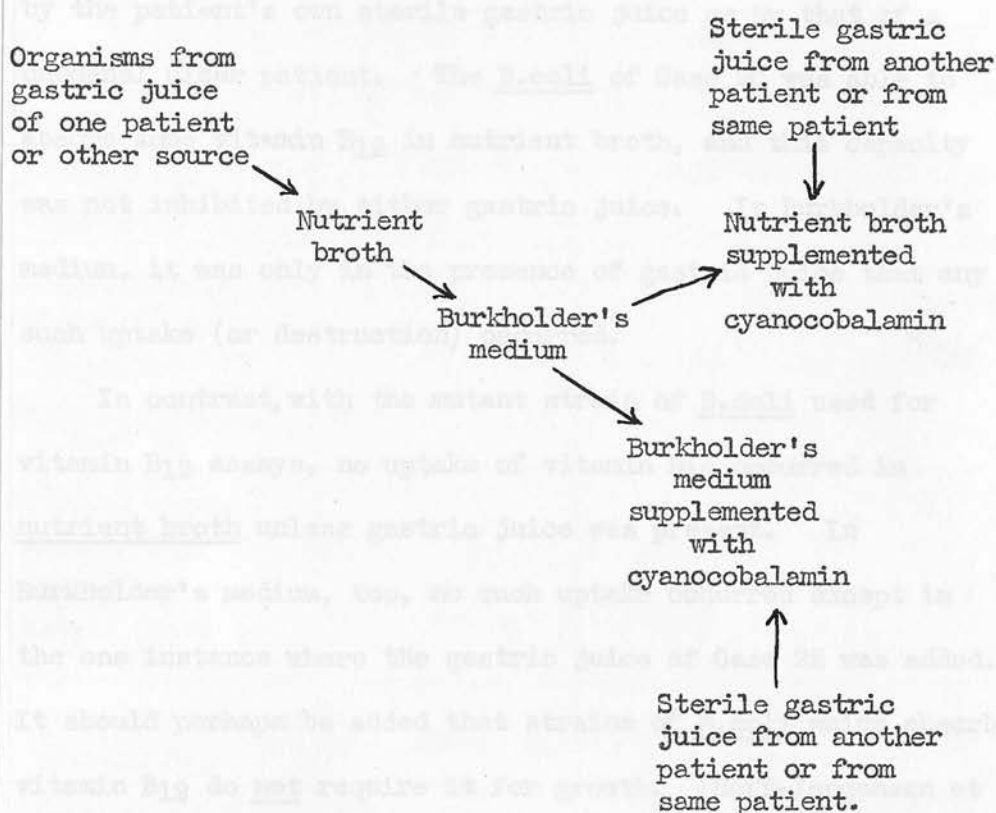 by the patient's own sterile gastric juice or by that of a
patient. The B.coli of Case was able to
vitamin B12 in nutrient broth, and this capacity
was not inhibited by either gastric juice. In Burkholder's
medium, it was only in the presence of gastric juice that any
such uptake (or destruction) occurred.
In contrast, with the mutant strain of B.coli used for
vitamin B12 assays, no uptake of vitamin B12 occurred in
nutrient broth unless gastric juice was present. In
Burkholder's medium, too, no such uptake occurred except in
the one instance where the gastric juice of Case 22 was added.
It should perhaps be added that strains of B.coli which absorb
vitamin B12 do not require it for growth.
Organisms from
gastric juice
of one patient
or other source
Nutrient
broth
Burkholder's
medium
Sterile gastric
juice from another
patient or from
same patient
Nutrient broth
supplemented
with
cyanocobalamin
Burkholder's
medium
supplemented
with
cyanocobalamin
Sterile gastric
juice from another
patient or from
same patient.